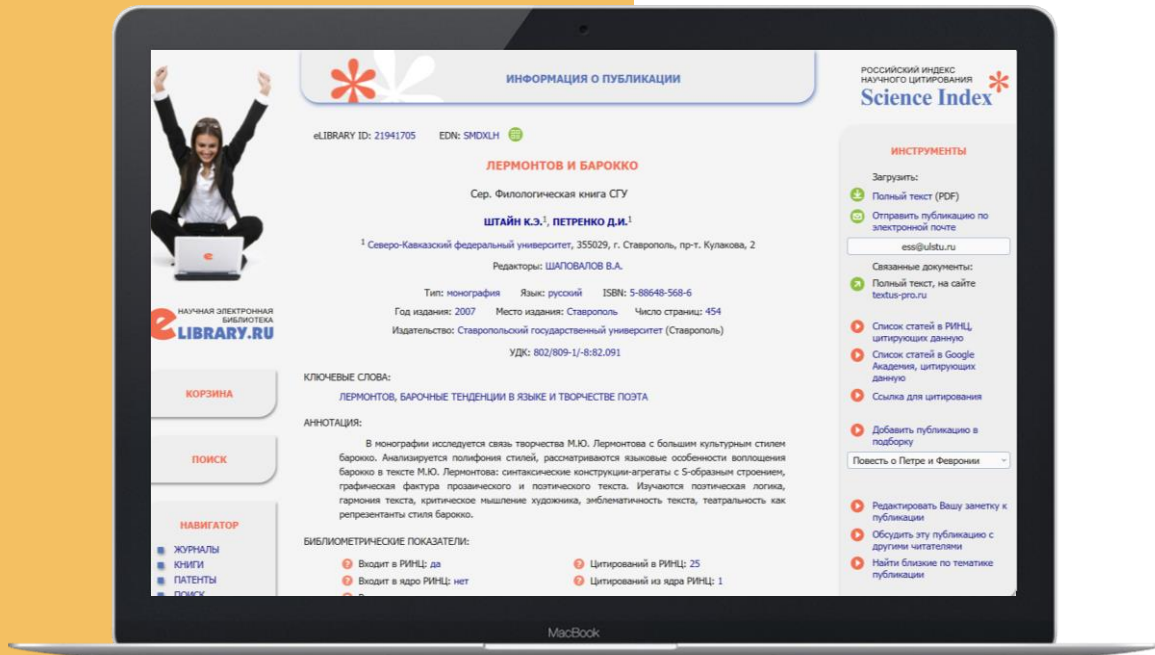 ИНФОРМАЦИЯ О ПУБЛИКАЦИИ
eLIBRARY ID: 21941705 EDN: SMDXLH
ЛЕРМОНТОВ И БАРОККО
Сер. Филологическая книга СГУ
ШТАЙН К.Э.1, ПЕТРЕНКО Д.И.1
1 Северо-Кавказский федеральный университет, 355029, г. Ставрополь, пр-т. Кулакова, 2
Редакторы: ШАПОВАЛОВ В.А.
Тип: монография Язык: русский ISBN: 5-88648-568-6
Год издания: 2007 Место издания: Ставрополь Число страниц: 454
Издательство: Ставропольский государственный университет (Ставрополь)
УДК: 802/809-1/-8:82.091
КЛЮЧЕВЫЕ СЛОВА:
ЛЕРМОНТОВ, БАРОЧНЫЕ ТЕНДЕНЦИИ В ЯЗЫКЕ И ТВОРЧЕСТВЕ ПОЭТА
АННОТАЦИЯ:
В монографии исследуется связь творчества М.Ю. Лермонтова с большим культурным стилем
барокко. Анализируется полифония стилей, рассматриваются языковые особенности воплощения
барокко в тексте М.Ю. Лермонтова: синтаксические конструкции-агрегаты с S-образным строением,
графическая фактура прозаического и поэтического текста. Изучаются поэтическая логика,
гармония текста, критическое мышление художника, эмблематичность текста, театральность как
репрезентанты стиля барокко.
БИБЛИОМЕТРИЧЕСКИЕ ПОКАЗАТЕЛИ:
Входит в РИНЦ: да Цитирований в РИНЦ: 25
Входит в ядро РИНЦ: нет Цитирований из ядра РИНЦ: 1
НАУЧНАЯ ЭЛЕКТРОННАЯ
БИБЛИОТЕКА
eLIBRARY.RU
КОРЗИНА
ПОИСК
НАВИГАТОР
ЖУРНАЛЫ
КНИГИ
ПАТЕНТЫ
ПОИСК
РОССИЙСКИЙ ИНДЕКС
НАУЧНОГО ЦИТИРОВАНИЯ
Science Index
ИНСТРУМЕНТЫ
Загрузить:
Полный текст (PDF)
Отправить публикацию по
электронной почте
ess@ulstu.ru
Связанные документы:
Полный текст, на сайте
textus-pro.ru
Список статей в РИНЦ,
цитирующих данную
Список статей в Google
Академия, цитирующих
данную
Ссылка для цитирования
Добавить публикацию в
подборку
Повесть о Петре и Февронии
Редактировать Вашу заметку к
публикации
Обсудить эту публикацию с
другими читателями
Найти близкие по тематике
публикации
MacBook